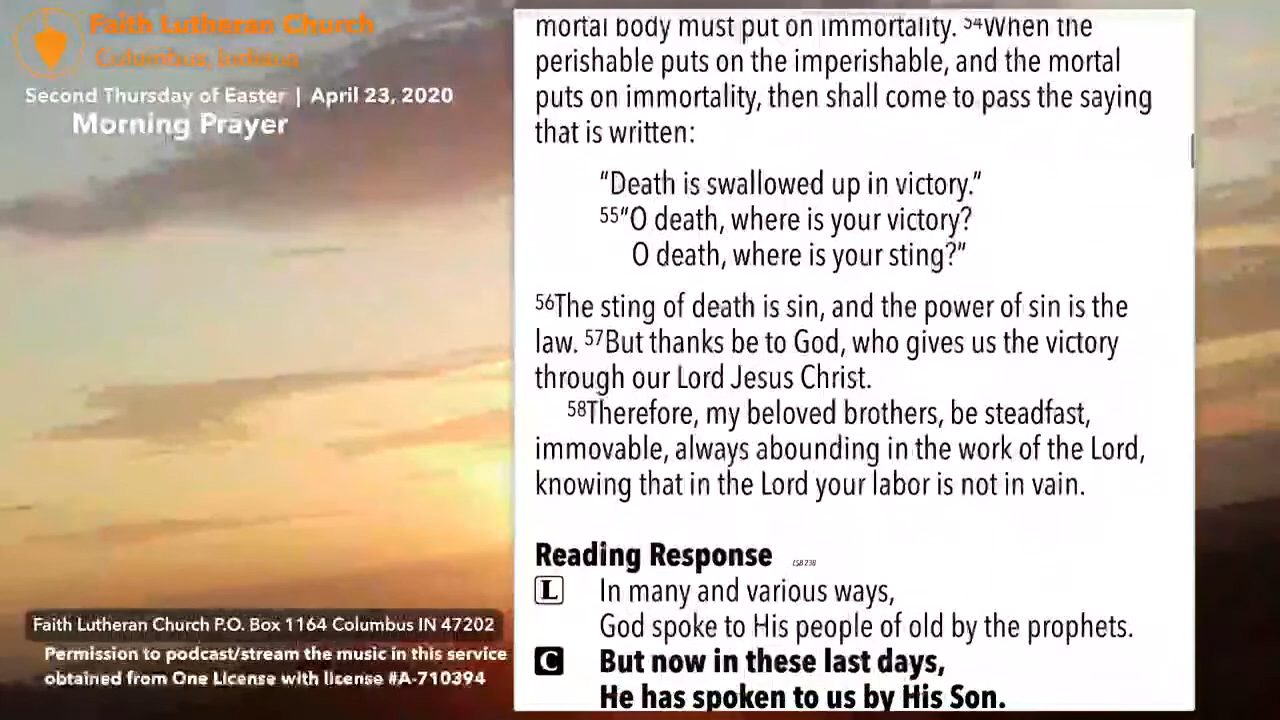 Faith Lutheran Church
Columbus, Indiana
Second Thursday of Easter | April 23, 2020
Morning Prayer
mortal body must put on immortality. ⁵⁴When the
perishable puts on the imperishable, and the mortal
puts on immortality, then shall come to pass the saying
that is written:
"Death is swallowed up in victory."
⁵⁵"O death, where is your victory?
O death, where is your sting?"
⁵⁶The sting of death is sin, and the power of sin is the
law. ⁵⁷But thanks be to God, who gives us the victory
through our Lord Jesus Christ.
⁵⁸Therefore, my beloved brothers, be steadfast,
immovable, always abounding in the work of the Lord,
knowing that in the Lord your labor is not in vain.
Reading Response LSB 238
L In many and various ways,
God spoke to His people of old by the prophets.
C But now in these last days,
He has spoken to us by His Son.
Faith Lutheran Church P.O. Box 1164 Columbus IN 47202
Permission to podcast/stream the music in this service
obtained from One License with license #A-710394